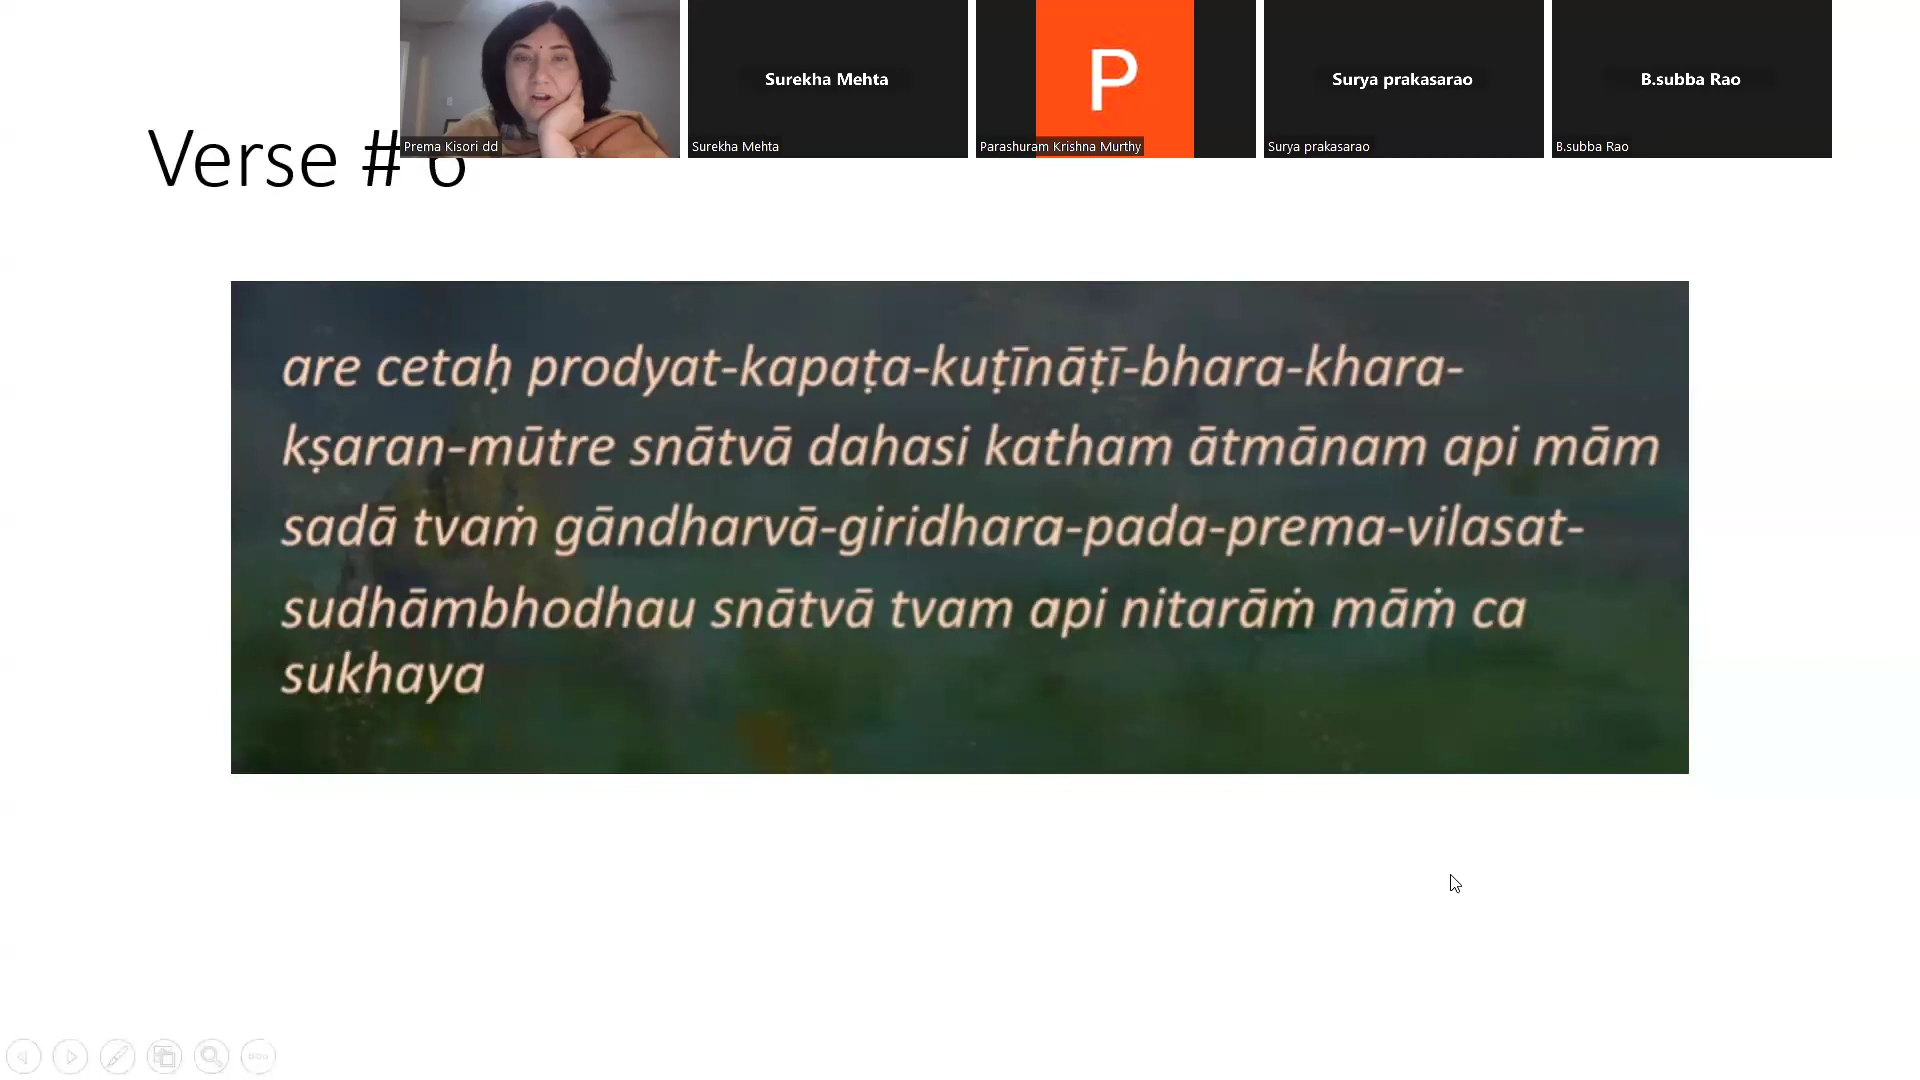 Surekha Mehta
P
Surya prakasarao
B.subba Rao
Prema Kisori dd
Surekha Mehta
Parashuram Krishna Murthy
Surya prakasarao
B.subba Rao
Verse # 6
are cetaḥ prodyat-kapaṭa-kuṭīnāṭī-bhara-khara-
kṣaran-mūtre snātvā dahasi katham ātmānam api mām
sadā tvaṁ gāndharvā-giridhara-pada-prema-vilasat-
sudhāmbhodhau snātvā tvam api nitarāṁ māṁ ca
sukhaya